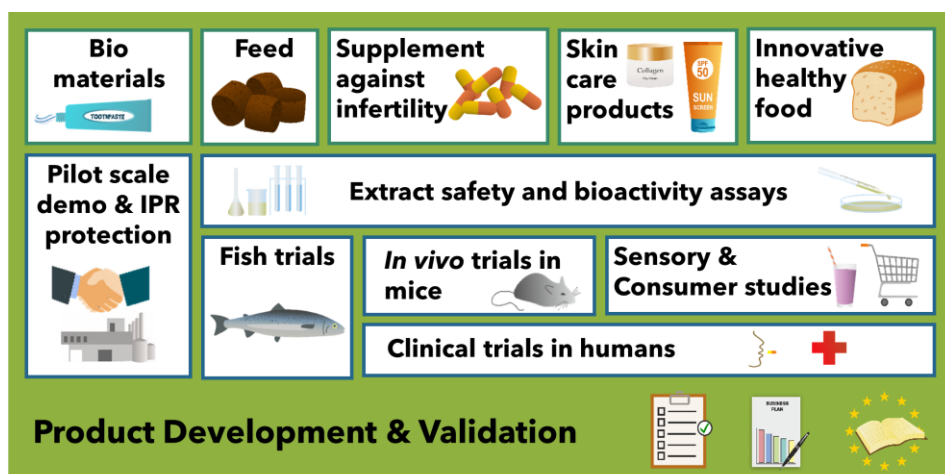 Bio
materials
TOOTHPASTE
Feed
Supplement
against
infertility
Skin
care
products
Collagen
SPF
50
SUN
SCREEN
Innovative
healthy
food
Pilot scale
demo & IPR
protection
Extract safety and bioactivity assays
Fish trials
In vivo trials in
mice
Sensory &
Consumer studies
Clinical trials in humans
Product Development & Validation
BUSINESS
PLAN